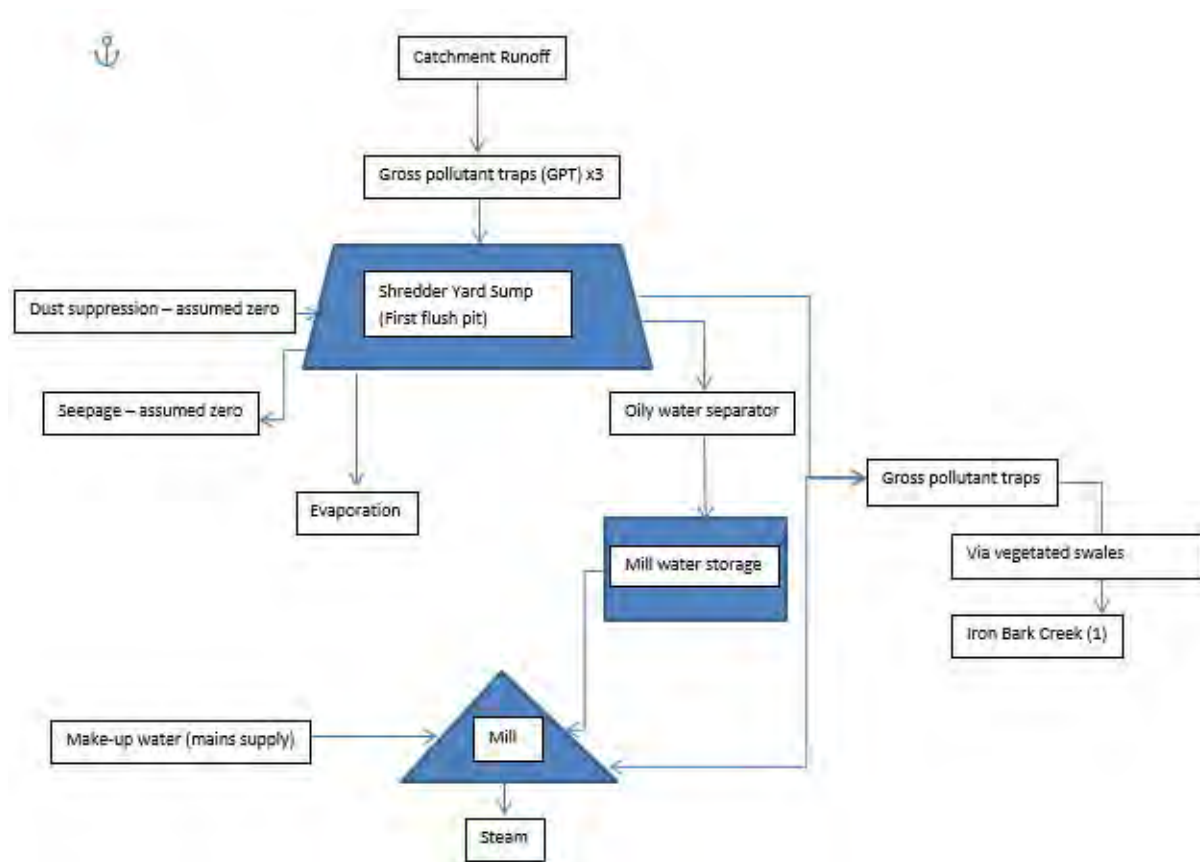 Catchment Runoff
Gross pollutant traps (GPT) x3
Shredder Yard Sump
(First flush pit)
Dust suppression – assumed zero
Seepage – assumed zero
Oily water separator
Evaporation
Gross pollutant traps
Mill water storage
Via vegetated swales
Iron Bark Creek (1)
Make-up water (mains supply)
Mill
Steam